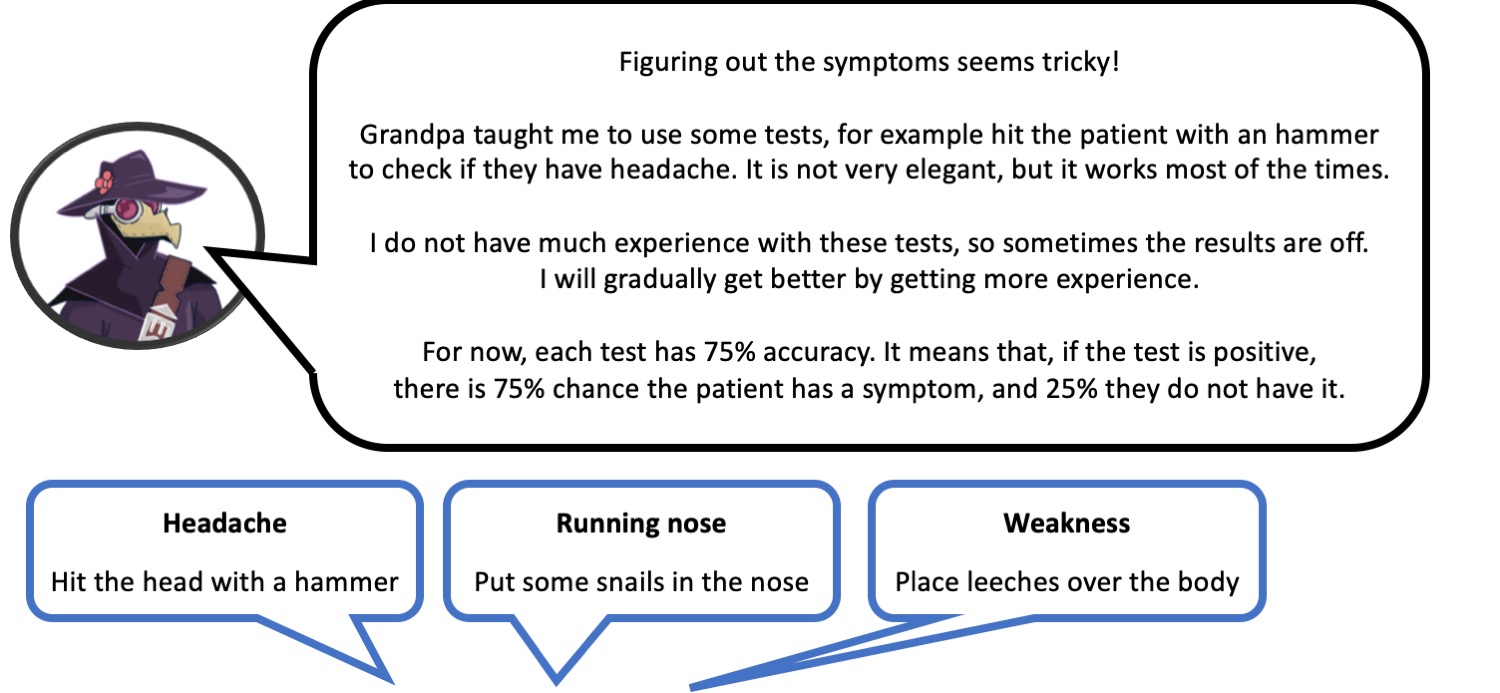 Figuring out the symptoms seems tricky!
Grandpa taught me to use some tests, for example hit the patient with an hammer
to check if they have headache. It is not very elegant, but it works most of the times.
I do not have much experience with these tests, so sometimes the results are off.
I will gradually get better by getting more experience.
For now, each test has 75% accuracy. It means that, if the test is positive,
there is 75% chance the patient has a symptom, and 25% they do not have it.
Headache
Hit the head with a hammer
Running nose
Put some snails in the nose
Weakness
Place leeches over the body